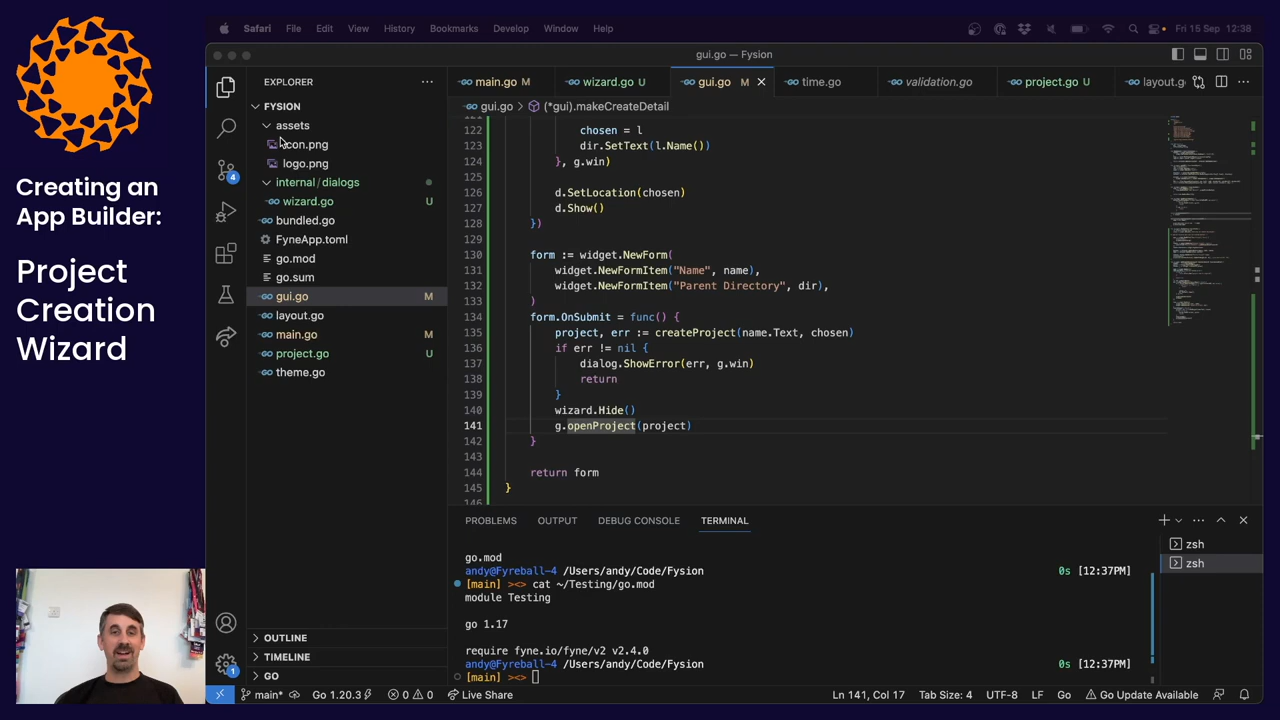 Safari File Edit View History Bookmarks Develop Window Help
Fri 15 Sep 12:38
gui.go — Fysion
Creating an
App Builder:
Project
Creation
Wizard
EXPLORER
FYSION
assets
icon.png
logo.png
internal/dialogs
wizard.go U
bundled.go
FyneApp.toml
go.mod
go.sum
gui.go M
layout.go
main.go M
project.go U
theme.go
OUTLINE
TIMELINE
GO
4
1
main.go M wizard.go U gui.go M time.go validation.go project.go U layout.go
gui.go > (*gui).makeCreateDetail
122 chosen = l
123 dir.SetText(l.Name())
124 }, g.win)
125
126 d.SetLocation(chosen)
127 d.Show()
128 })
129
130 form := widget.NewForm(
131 widget.NewFormItem("Name", name),
132 widget.NewFormItem("Parent Directory", dir),
133 )
134 form.OnSubmit = func() {
135 project, err := createProject(name.Text, chosen)
136 if err != nil {
137 dialog.ShowError(err, g.win)
138 return
139 }
140 wizard.Hide()
141 g.openProject(project)
142 }
143
144 return form
145 }
146
PROBLEMS OUTPUT DEBUG CONSOLE TERMINAL
go.mod
andy@Fyreball-4 /Users/andy/Code/Fysion 0s [12:37PM]
[main] ><> cat ~/Testing/go.mod
module Testing
go 1.17
require fyne.io/fyne/v2 v2.4.0
andy@Fyreball-4 /Users/andy/Code/Fysion 0s [12:37PM]
[main] ><>
zsh
zsh
main* Go 1.20.3 0 0 Live Share Ln 141, Col 17 Tab Size: 4 UTF-8 LF Go Go Update Available